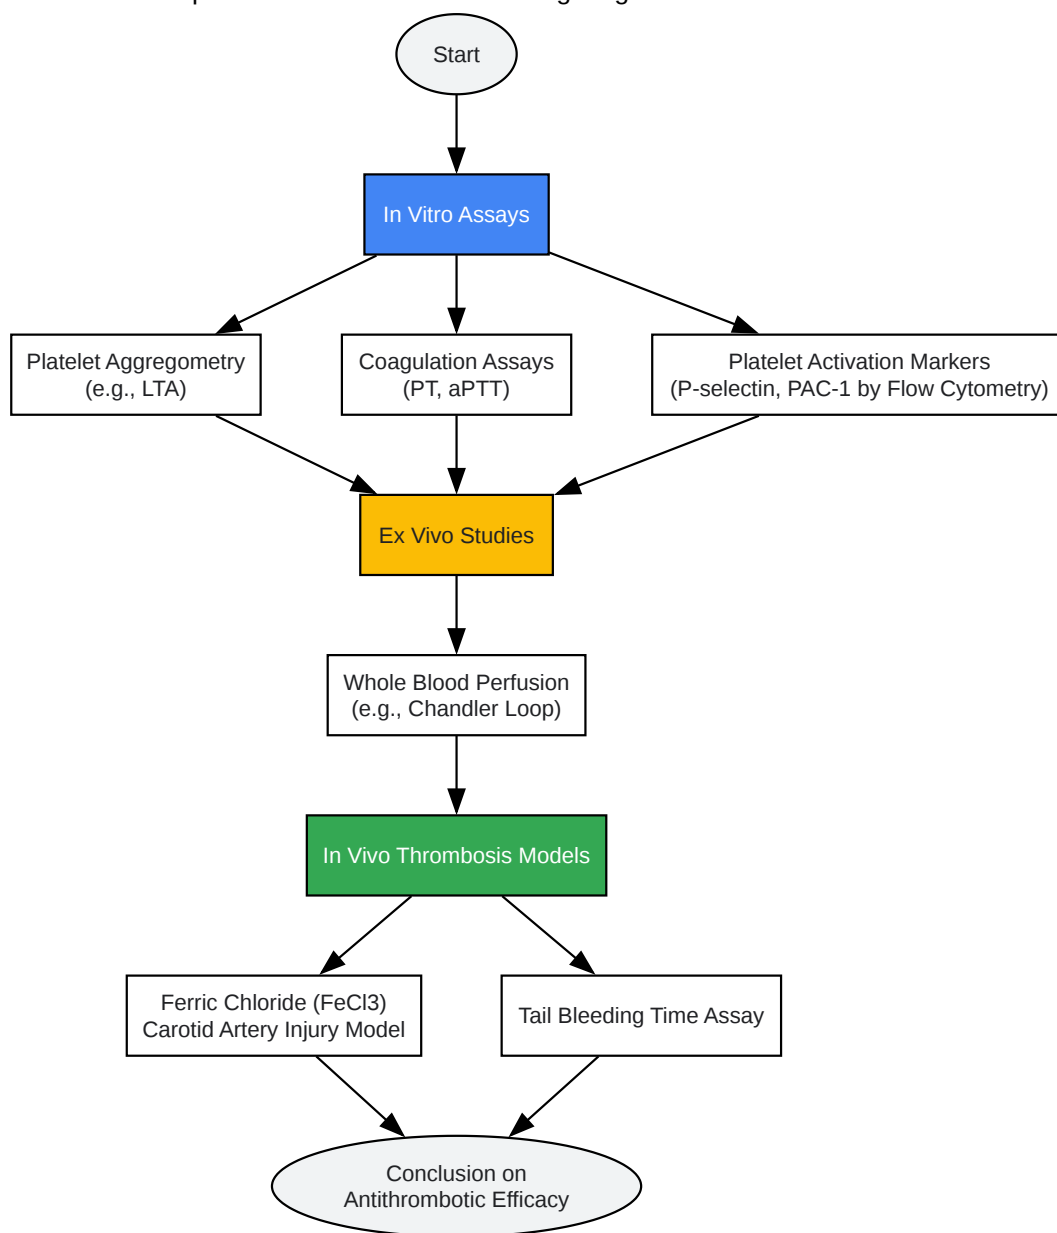 Start
In Vitro Assays
Platelet Aggregometry
(e.g., LTA)
Coagulation Assays
(PT, aPTT)
Platelet Activation Markers
(P-selectin, PAC-1 by Flow Cytometry)
Ex Vivo Studies
Whole Blood Perfusion
(e.g., Chandler Loop)
In Vivo Thrombosis Models
Ferric Chloride (FeCl3)
Carotid Artery Injury Model
Tail Bleeding Time Assay
Conclusion on
Antithrombotic Efficacy